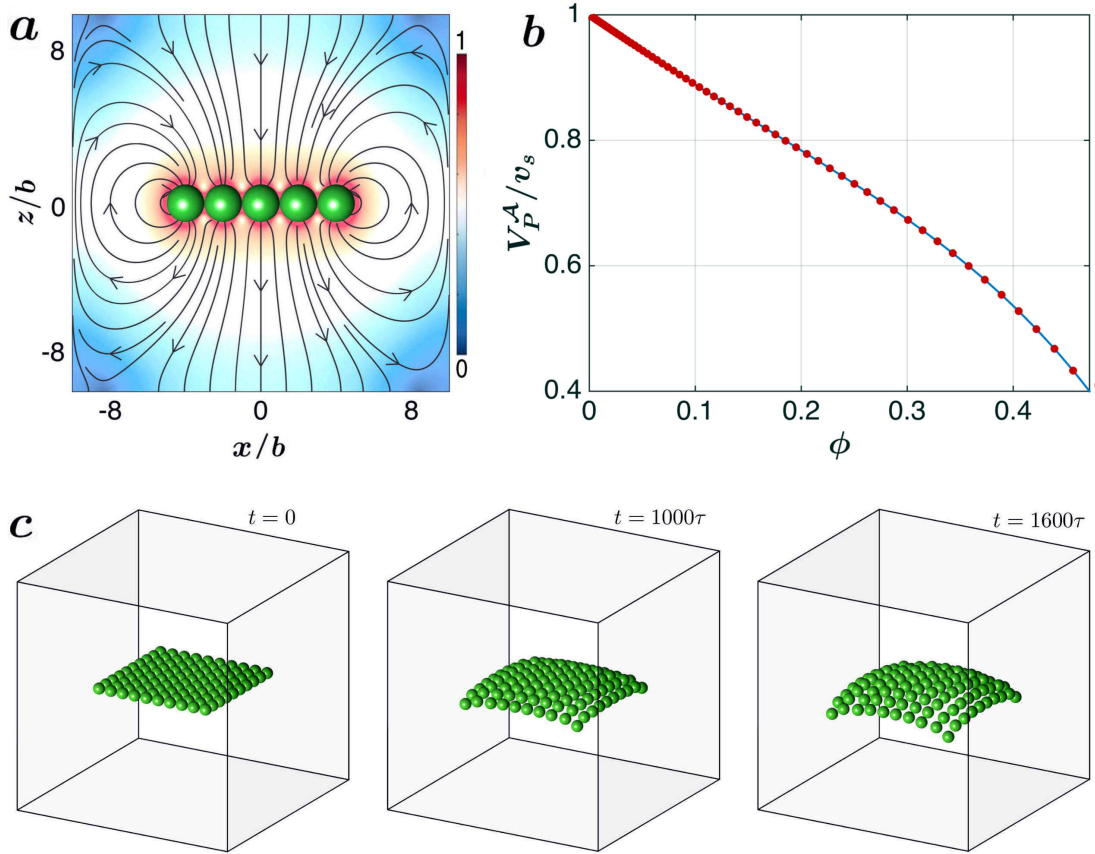 a
8
0
-8
z/b
-8
0
8
x/b
1
0
b
1
0.8
0.6
0.4
V_P^𝒜/v_s
0
0.1
0.2
0.3
0.4
ϕ
c
t = 0
t = 1000τ
t = 1600τ